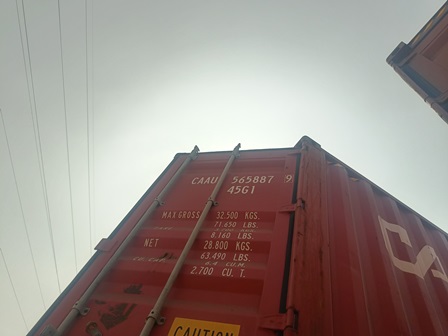 CAAU 565887 9
45G1
MAX GROSS 32.500 KGS.
71.650 LBS.
8.160 LBS.
NET 28.800 KGS.
63.490 LBS.
2.700 CU. T.
CAUTION